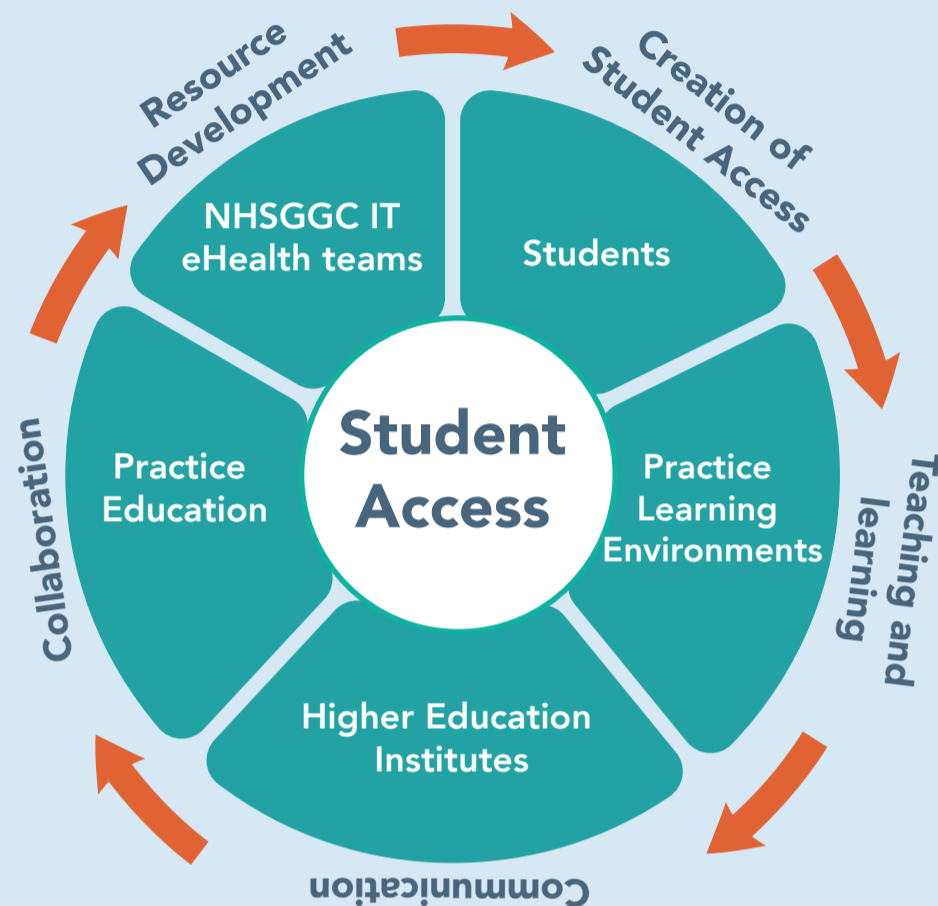 Resource
Development
Creation of
Student Access
NHSGGC IT
eHealth teams
Students
Student
Access
Practice
Education
Practice
Learning
Environments
Collaboration
Teaching and
learning
Higher Education
Institutes
Communication